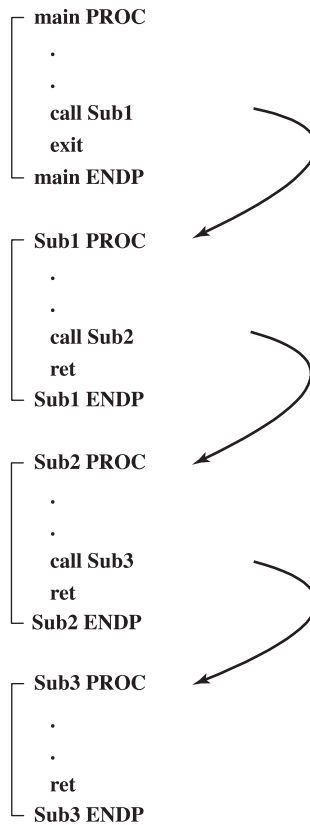 main PROC
.
.
call Sub1
exit
main ENDP
Sub1 PROC
.
.
call Sub2
ret
Sub1 ENDP
Sub2 PROC
.
.
call Sub3
ret
Sub2 ENDP
Sub3 PROC
.
.
ret
Sub3 ENDP